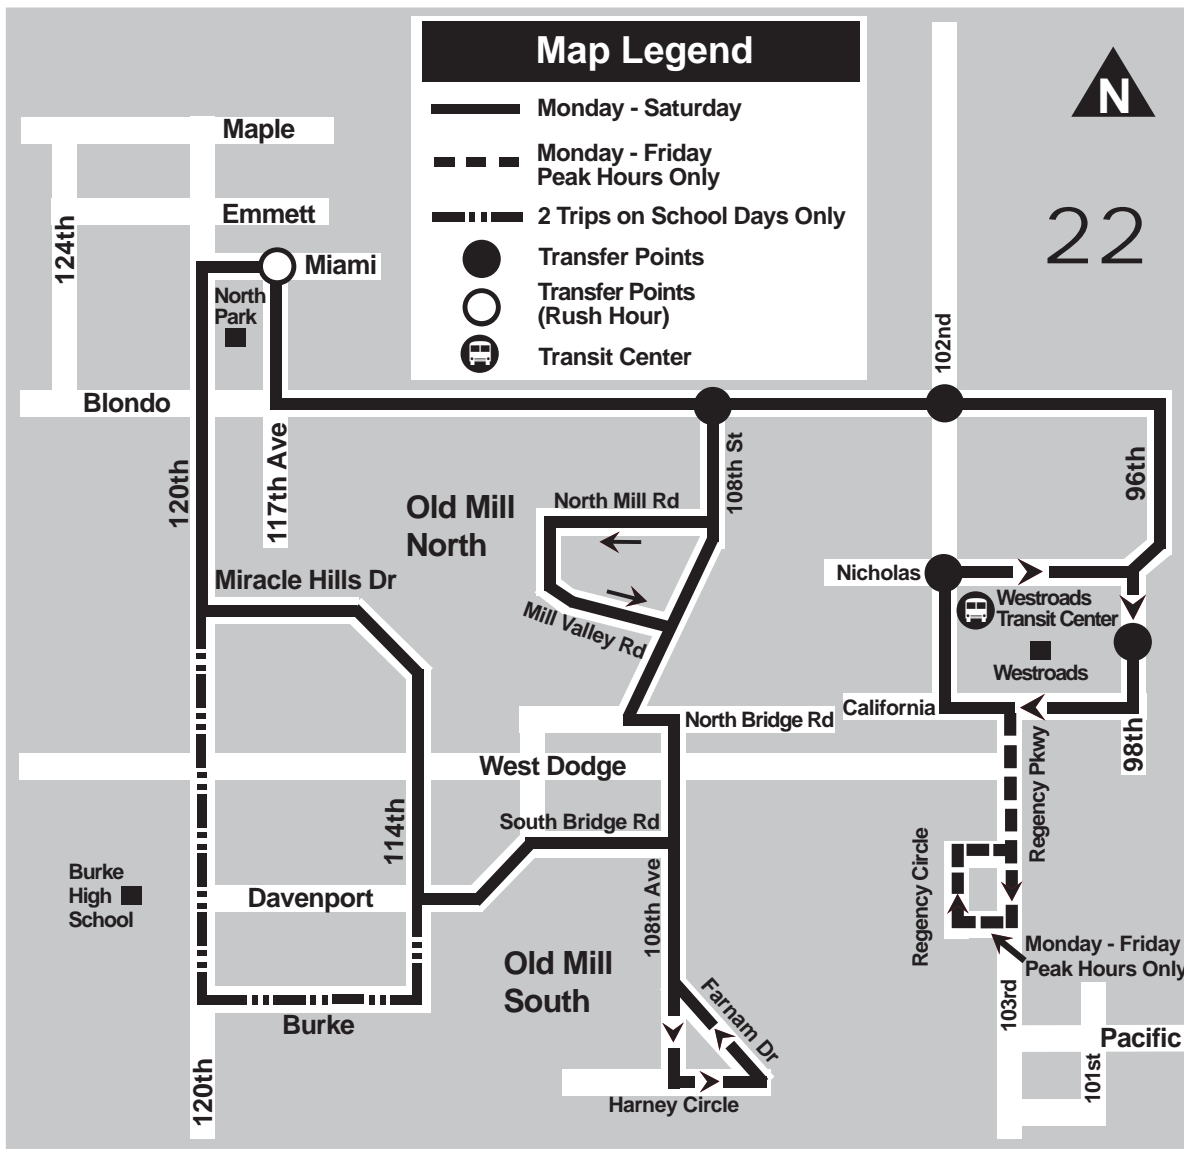 Map Legend
Monday - Saturday
Monday - Friday
Peak Hours Only
2 Trips on School Days Only
Transfer Points
Transfer Points
(Rush Hour)
Transit Center
N
22
Maple
Emmett
124th
Miami
North
Park
102nd
Blondo
120th
117th Ave
108th St
96th
Old Mill
North
North Mill Rd
Mill Valley Rd
Nicholas
Westroads
Transit Center
Westroads
Miracle Hills Dr
California
North Bridge Rd
98th
West Dodge
Regency Pkwy
South Bridge Rd
114th
Regency Circle
Burke
High
School
Davenport
108th Ave
Old Mill
South
Monday - Friday
Peak Hours Only
Farnam Dr
103rd
Burke
Pacific
101st
120th
Harney Circle